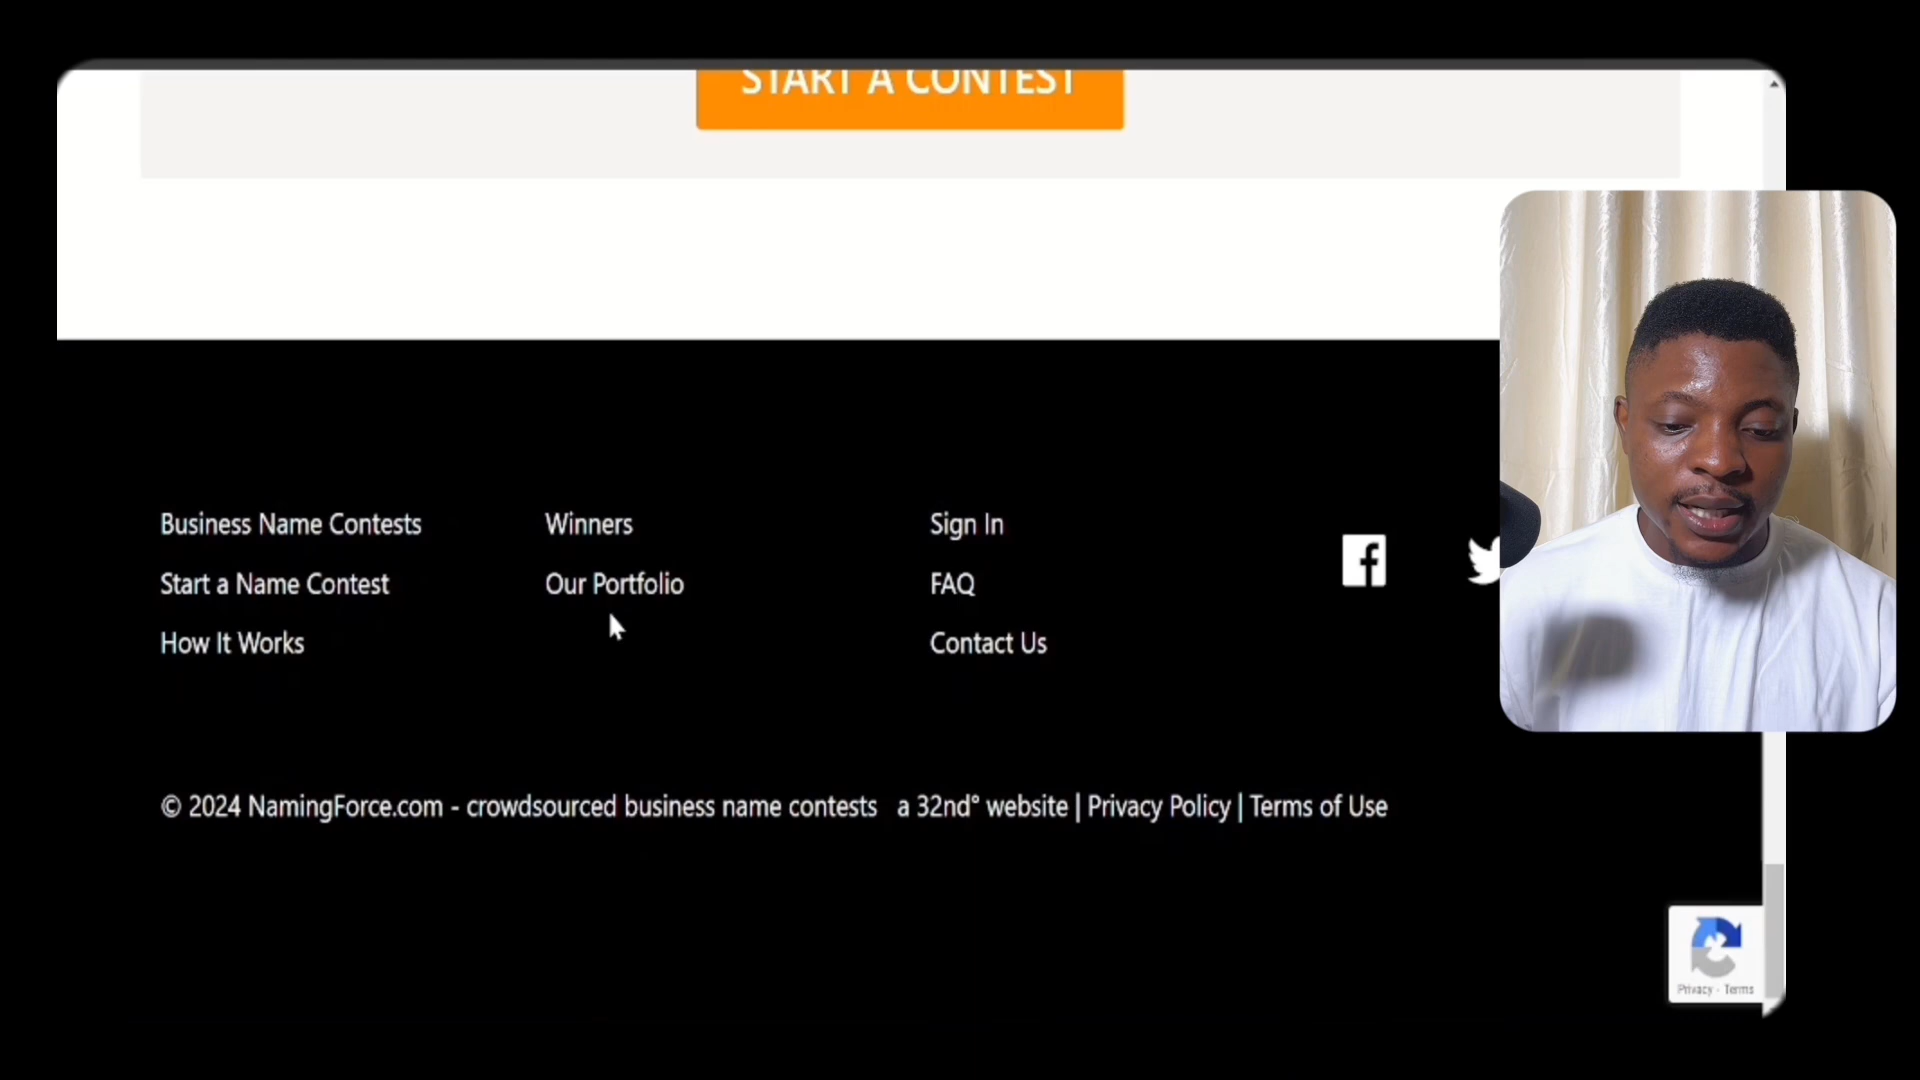 START A CONTEST
Business Name Contests
Start a Name Contest
How It Works
Winners
Our Portfolio
Sign In
FAQ
Contact Us
© 2024 NamingForce.com - crowdsourced business name contests a 32nd° website | Privacy Policy | Terms of Use
Privacy - Terms